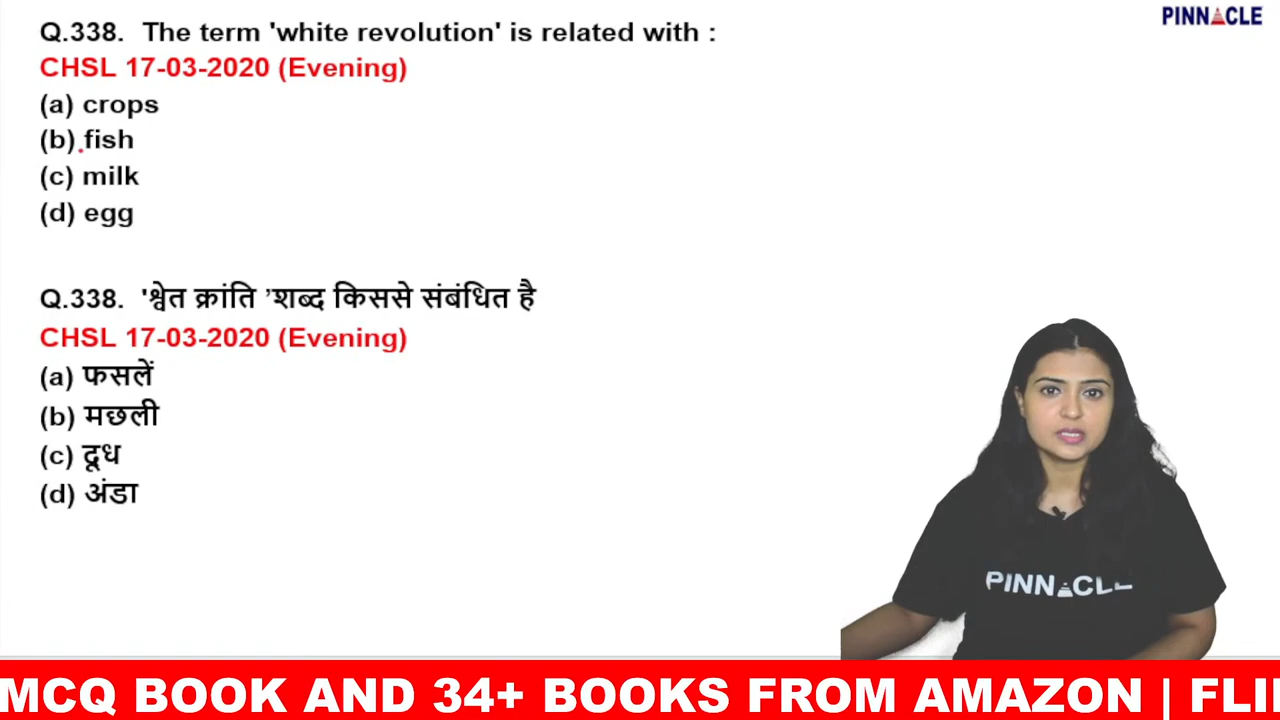 PINNACLE
Q.338. The term 'white revolution' is related with :
CHSL 17-03-2020 (Evening)
(a) crops
(b) fish
(c) milk
(d) egg
Q.338. 'श्वेत क्रांति ’शब्द किससे संबंधित है
CHSL 17-03-2020 (Evening)
(a) फसलें
(b) मछली
(c) दूध
(d) अंडा
PINNACLE
MCQ BOOK AND 34+ BOOKS FROM AMAZON | FLI